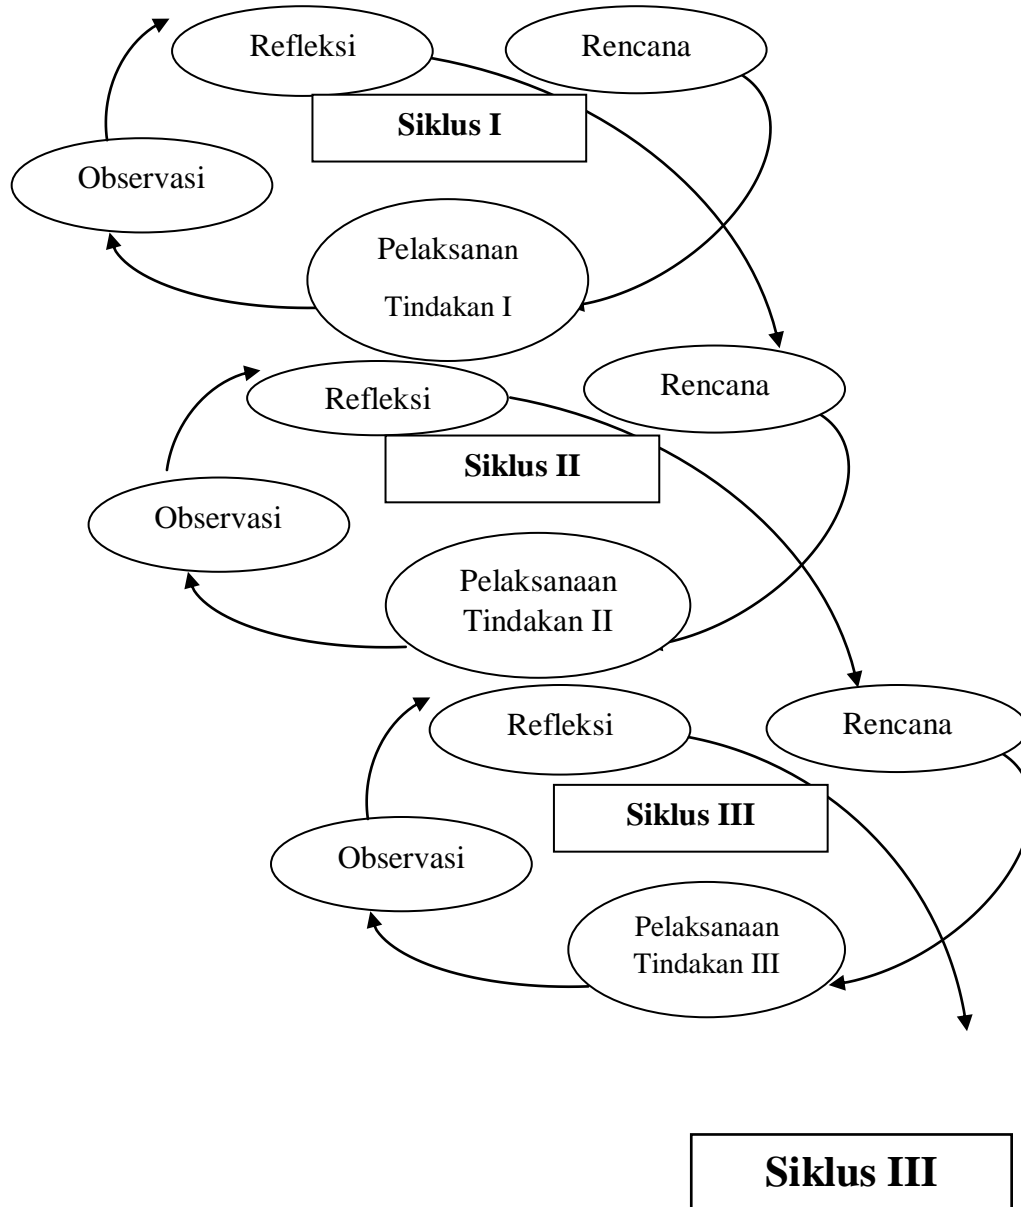 Refleksi
Rencana
Siklus I
Observasi
Pelaksanan
Tindakan I
Refleksi
Rencana
Siklus II
Observasi
Pelaksanaan
Tindakan II
Refleksi
Rencana
Siklus III
Observasi
Pelaksanaan
Tindakan III
Siklus III